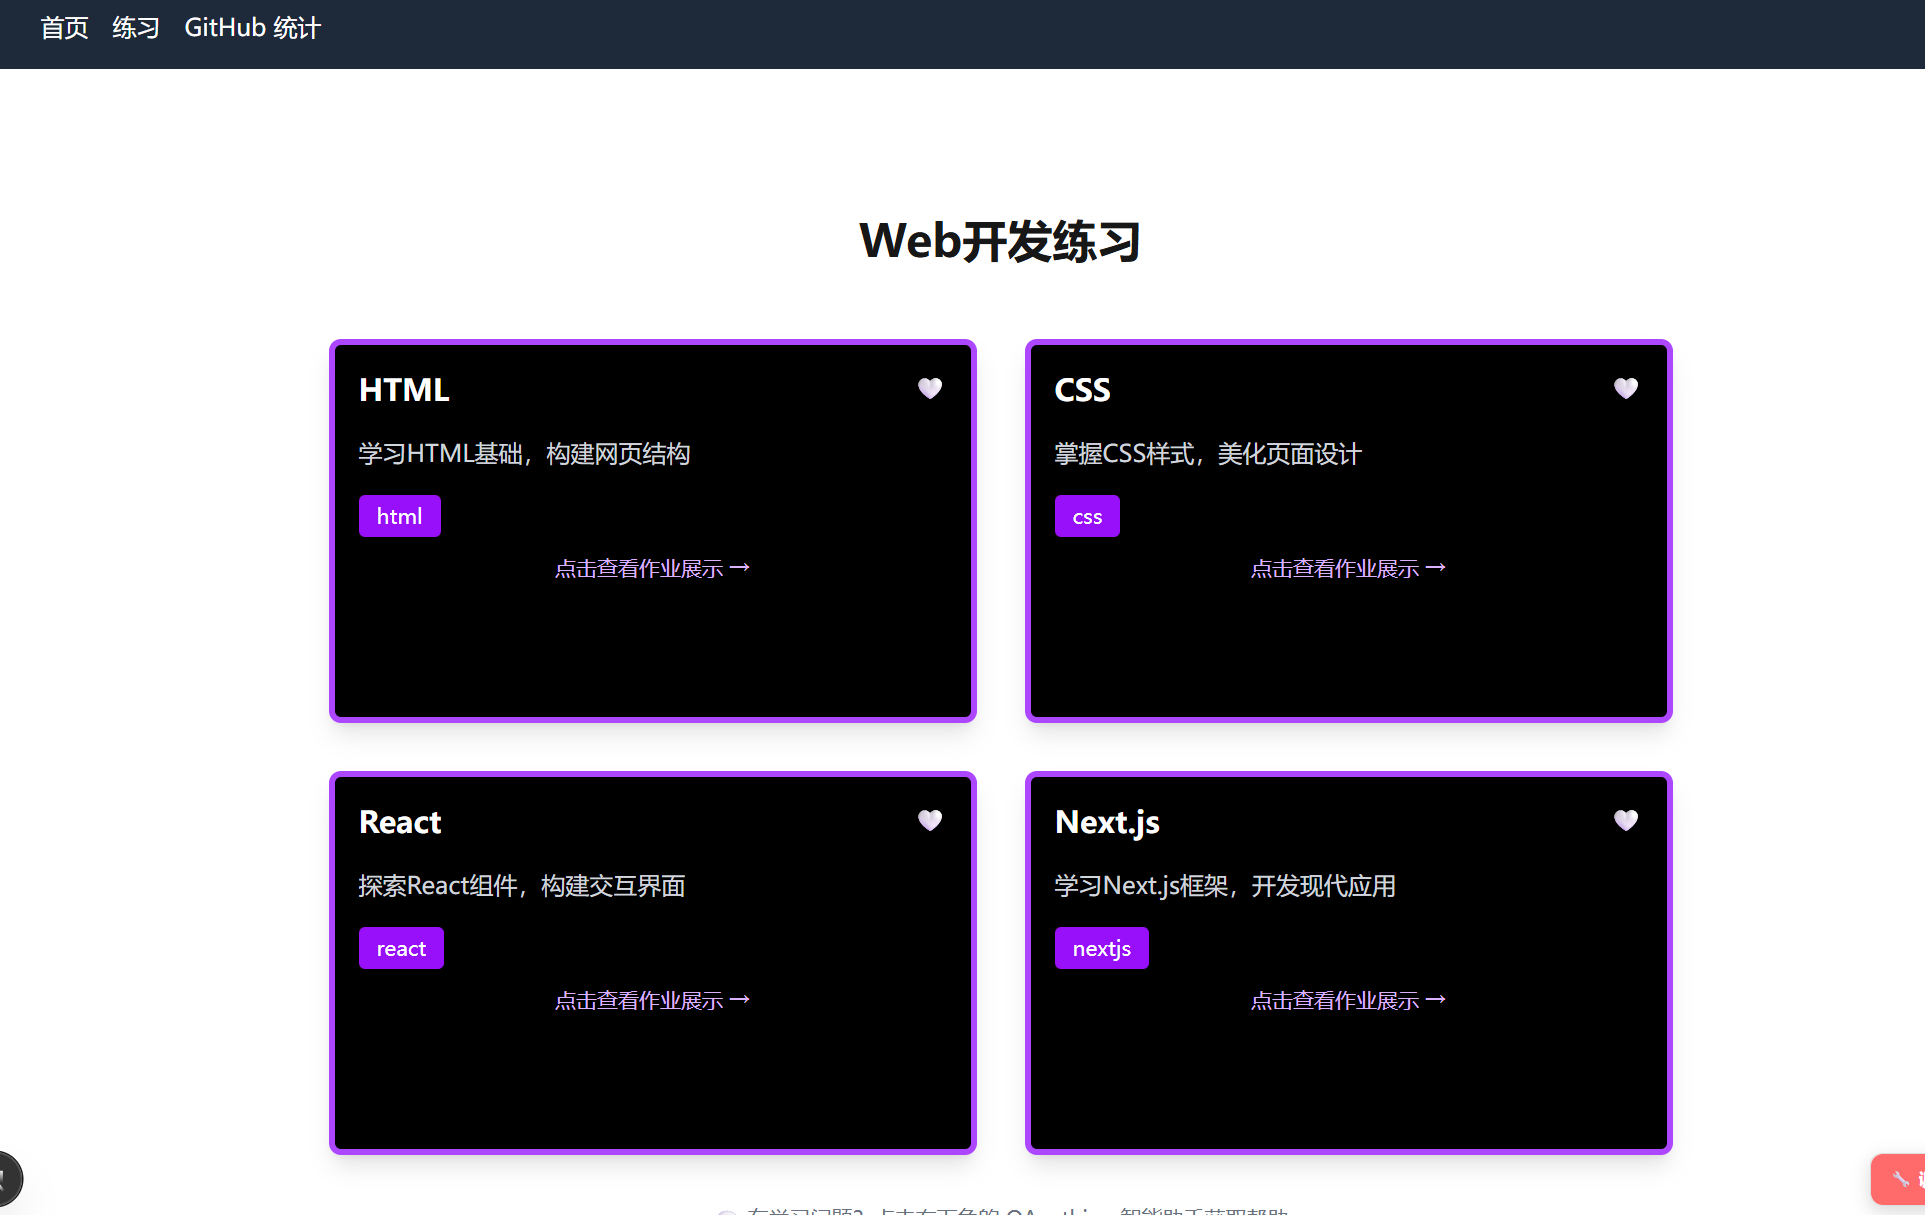 首页 练习 GitHub 统计
Web开发练习
HTML
学习HTML基础，构建网页结构
html
点击查看作业展示 →
CSS
掌握CSS样式，美化页面设计
css
点击查看作业展示 →
React
探索React组件，构建交互界面
react
点击查看作业展示 →
Next.js
学习Next.js框架，开发现代应用
nextjs
点击查看作业展示 →